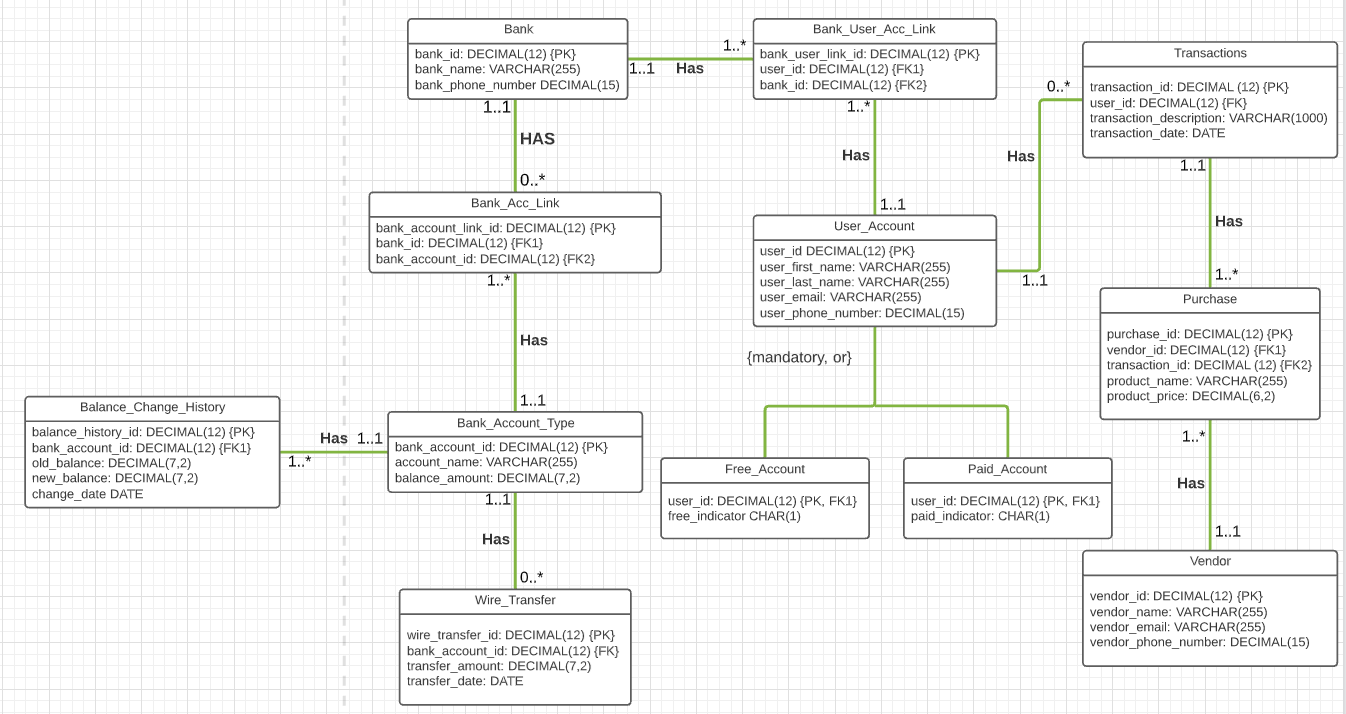 Bank
bank_id: DECIMAL(12) {PK}
bank_name: VARCHAR(255)
bank_phone_number DECIMAL(15)
1..1
Has
1..*
Bank_User_Acc_Link
bank_user_link_id: DECIMAL(12) {PK}
user_id: DECIMAL(12) {FK1}
bank_id: DECIMAL(12) {FK2}
Transactions
transaction_id: DECIMAL (12) {PK}
user_id: DECIMAL(12) {FK}
transaction_description: VARCHAR(1000)
transaction_date: DATE
1..1
HAS
0..*
1..*
Has
1..1
0..*
Has
1..1
1..1
Has
1..*
Bank_Acc_Link
bank_account_link_id: DECIMAL(12) {PK}
bank_id: DECIMAL(12) {FK1}
bank_account_id: DECIMAL(12) {FK2}
User_Account
user_id DECIMAL(12) {PK}
user_first_name: VARCHAR(255)
user_last_name: VARCHAR(255)
user_email: VARCHAR(255)
user_phone_number: DECIMAL(15)
Purchase
purchase_id: DECIMAL(12) {PK}
vendor_id: DECIMAL(12) {FK1}
transaction_id: DECIMAL (12) {FK2}
product_name: VARCHAR(255)
product_price: DECIMAL(6,2)
1..*
Has
1..1
{mandatory, or}
Balance_Change_History
balance_history_id: DECIMAL(12) {PK}
bank_account_id: DECIMAL(12) {FK1}
old_balance: DECIMAL(7,2)
new_balance: DECIMAL(7,2)
change_date DATE
Has
1..1
1..*
Bank_Account_Type
bank_account_id: DECIMAL(12) {PK}
account_name: VARCHAR(255)
balance_amount: DECIMAL(7,2)
Free_Account
user_id: DECIMAL(12) {PK, FK1}
free_indicator CHAR(1)
Paid_Account
user_id: DECIMAL(12) {PK, FK1}
paid_indicator: CHAR(1)
1..*
Has
1..1
1..1
Has
0..*
Wire_Transfer
wire_transfer_id: DECIMAL(12) {PK}
bank_account_id: DECIMAL(12) {FK}
transfer_amount: DECIMAL(7,2)
transfer_date: DATE
Vendor
vendor_id: DECIMAL(12) {PK}
vendor_name: VARCHAR(255)
vendor_email: VARCHAR(255)
vendor_phone_number: DECIMAL(15)